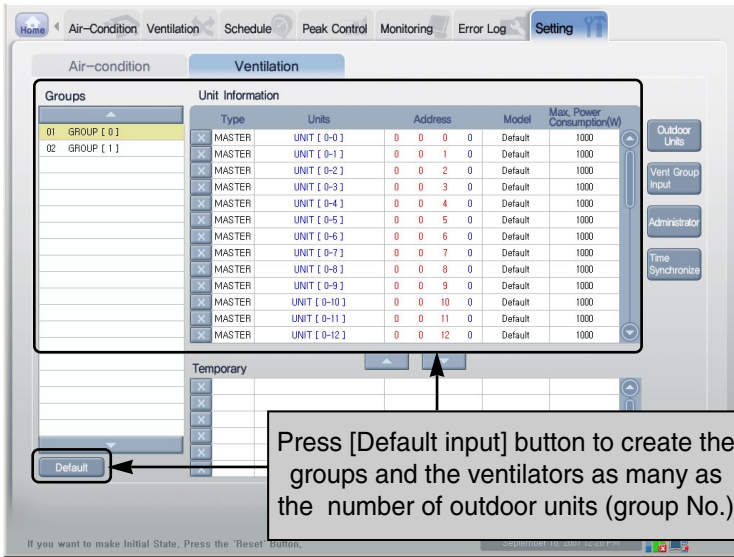 Home Air-Condition Ventilation Schedule Peak Control Monitoring Error Log Setting
Air-condition Ventilation
Groups Unit Information
Type Units Address Model Max, Power Consumption(W)
01 GROUP [ 0 ]
02 GROUP [ 1 ]
X MASTER UNIT [ 0-0 ] 0 0 0 0 Default 1000
X MASTER UNIT [ 0-1 ] 0 0 1 0 Default 1000
X MASTER UNIT [ 0-2 ] 0 0 2 0 Default 1000
X MASTER UNIT [ 0-3 ] 0 0 3 0 Default 1000
X MASTER UNIT [ 0-4 ] 0 0 4 0 Default 1000
X MASTER UNIT [ 0-5 ] 0 0 5 0 Default 1000
X MASTER UNIT [ 0-6 ] 0 0 6 0 Default 1000
X MASTER UNIT [ 0-7 ] 0 0 7 0 Default 1000
X MASTER UNIT [ 0-8 ] 0 0 8 0 Default 1000
X MASTER UNIT [ 0-9 ] 0 0 9 0 Default 1000
X MASTER UNIT [ 0-10 ] 0 0 10 0 Default 1000
X MASTER UNIT [ 0-11 ] 0 0 11 0 Default 1000
X MASTER UNIT [ 0-12 ] 0 0 12 0 Default 1000
Outdoor
Units
Vent Group
Input
Administrator
Time
Synchronize
Temporary
X
X
X
X
X
Default
Press [Default input] button to create the
groups and the ventilators as many as
the number of outdoor units (group No.)
If you want to make Initial State, Press the 'Reset' Button,